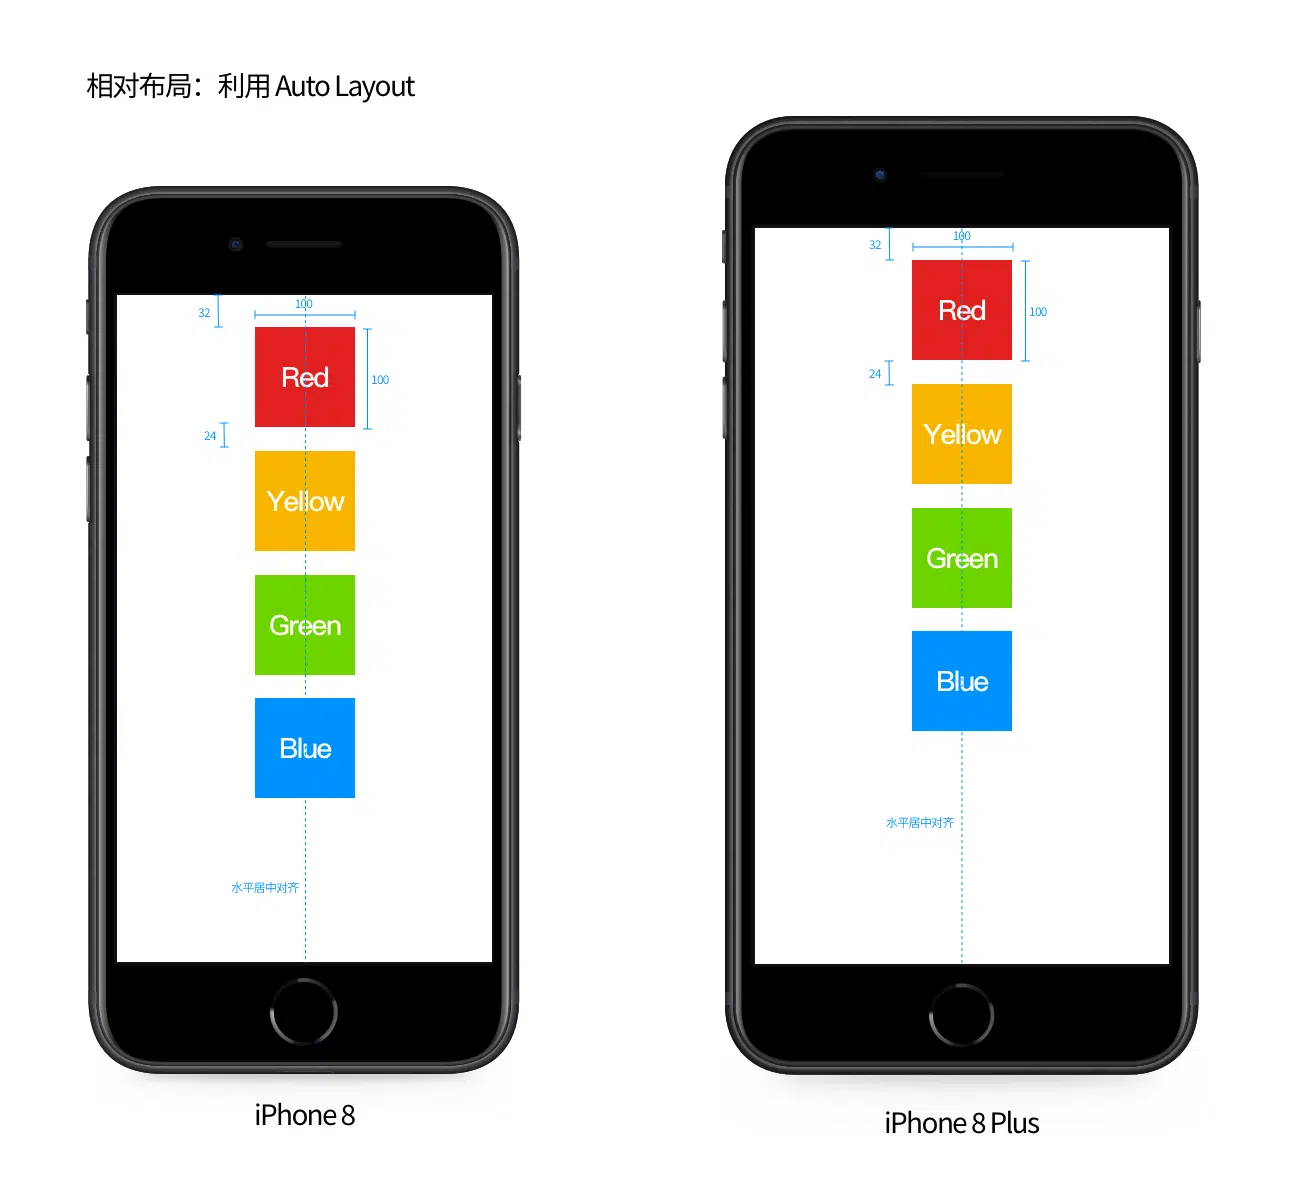 相对布局：利用 Auto Layout
32
100
Red
100
24
Yellow
Green
Blue
水平居中对齐
iPhone 8
32
100
Red
100
24
Yellow
Green
Blue
水平居中对齐
iPhone 8 Plus